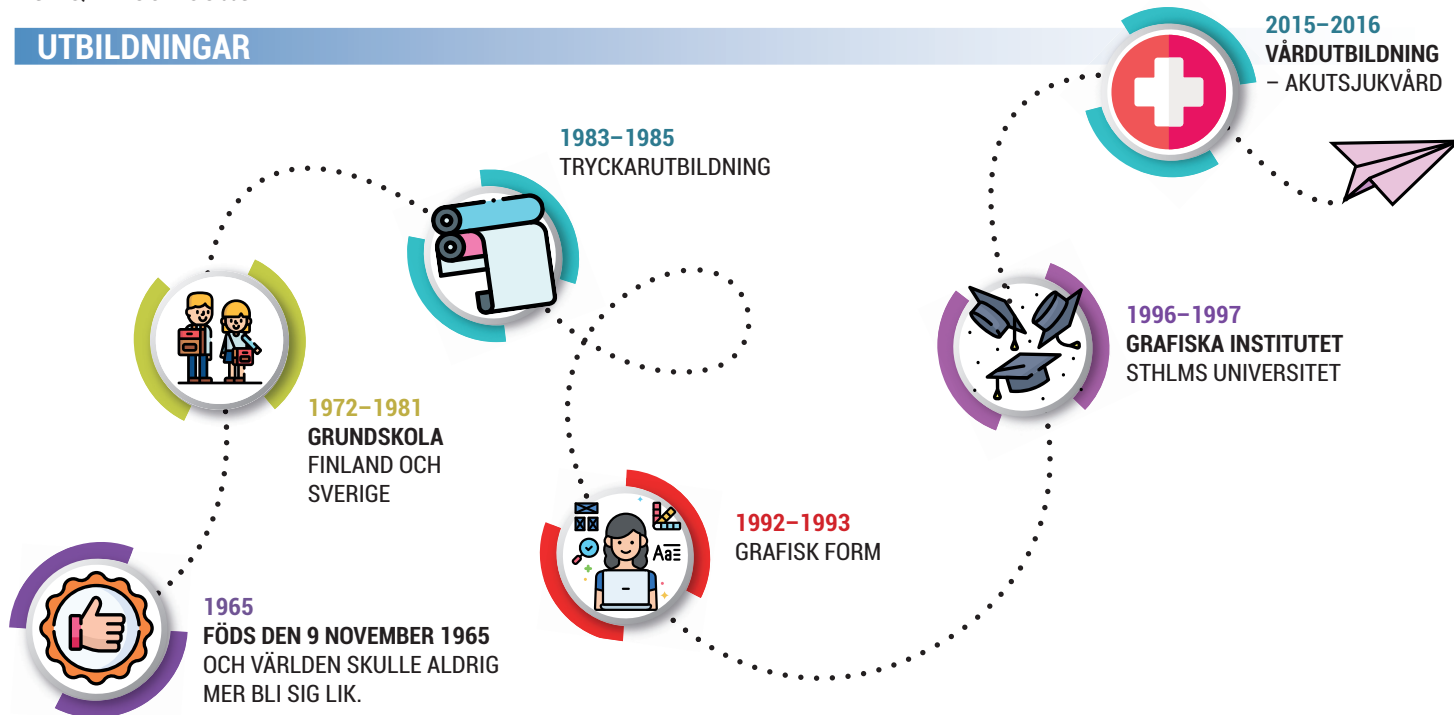 UTBILDNINGAR
2015–2016
VÅRDUTBILDNING
– AKUTSJUKVÅRD
1983–1985
TRYCKARUTBILDNING
1996–1997
GRAFISKA INSTITUTET
STHLMS UNIVERSITET
1972–1981
GRUNDSKOLA
FINLAND OCH
SVERIGE
1992–1993
GRAFISK FORM
Aa
1965
FÖDS DEN 9 NOVEMBER 1965
OCH VÄRLDEN SKULLE ALDRIG
MER BLI SIG LIK.